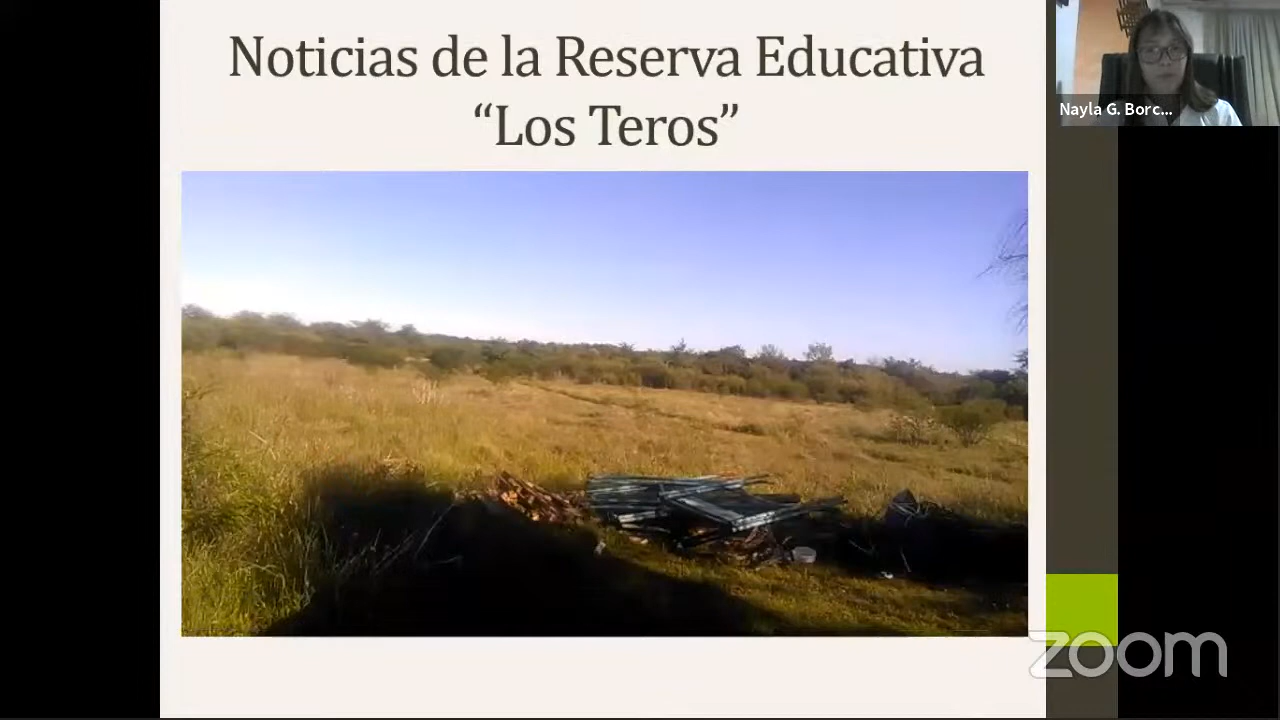 Noticias de la Reserva Educativa
“Los Teros”
Nayla G. Borc...
zoom